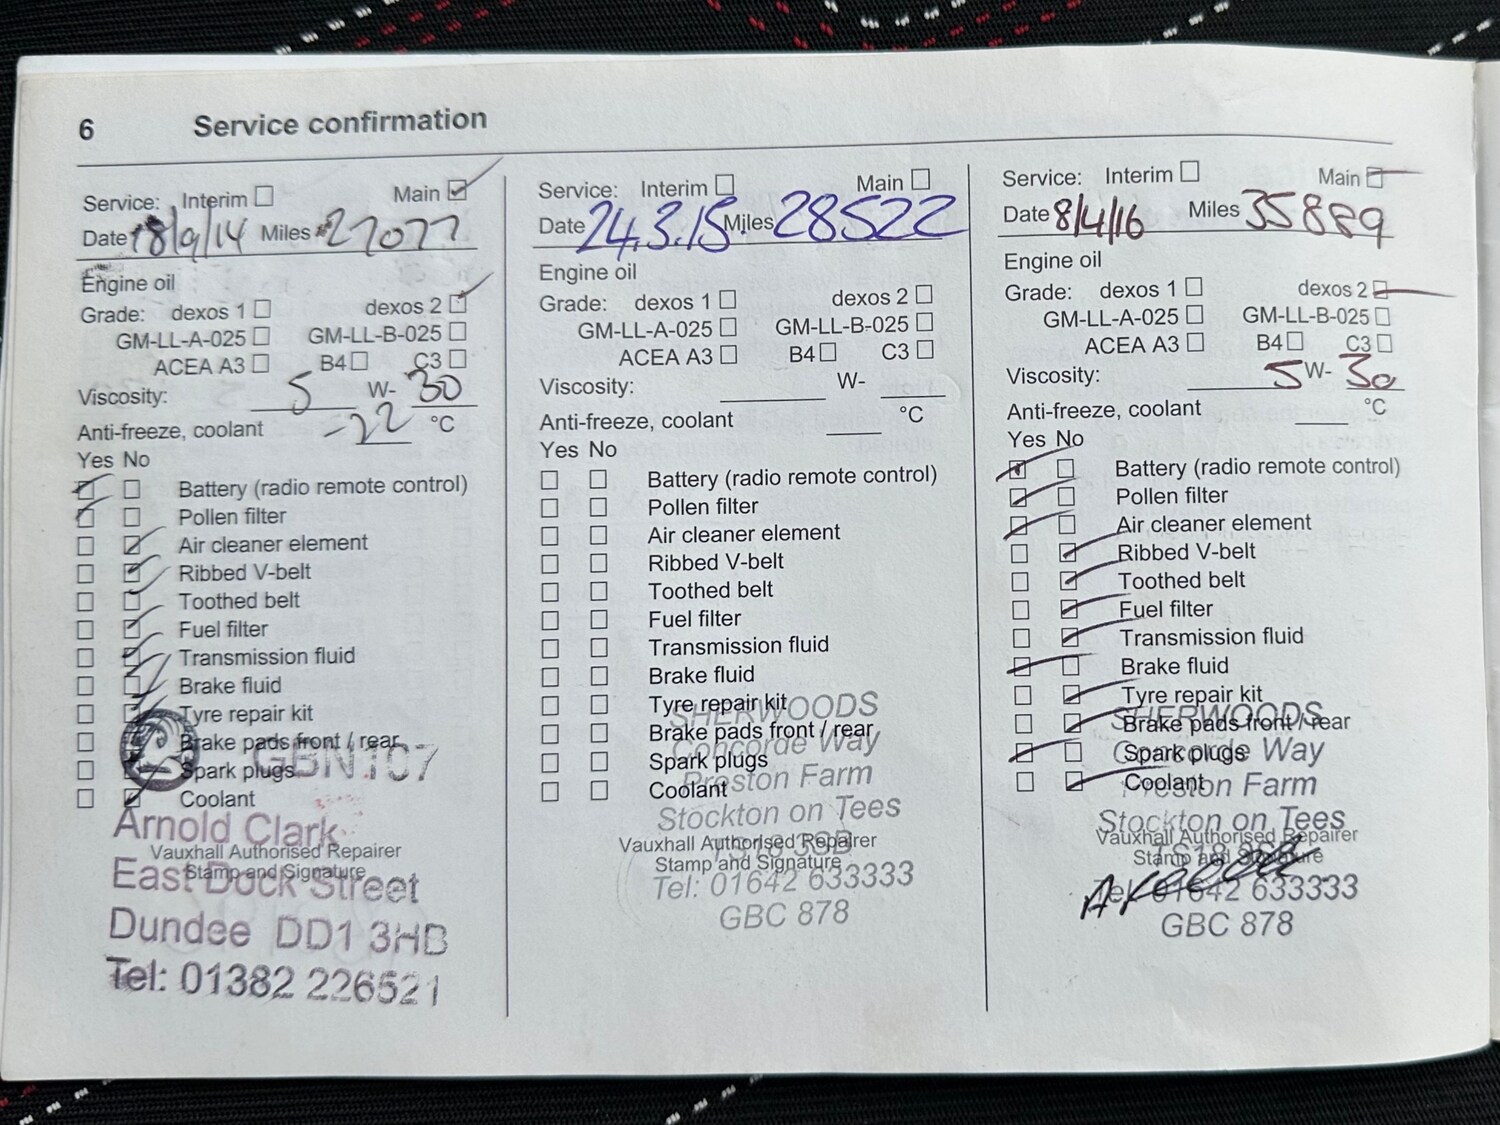 6 Service confirmation
Service: Interim Main
Date 18/9/14 Miles 27077
Engine oil
Grade: dexos 1 dexos 2
GM-LL-A-025 GM-LL-B-025
ACEA A3 B4 C3
Viscosity: 5 W- 30
Anti-freeze, coolant -22 °C
Yes No
Battery (radio remote control)
Pollen filter
Air cleaner element
Ribbed V-belt
Toothed belt
Fuel filter
Transmission fluid
Brake fluid
Tyre repair kit
Brake pads front / rear
GBN107
Spark plugs
Coolant
Arnold Clark
Vauxhall Authorised Repairer
Stamp and Signature
East Dock Street
Dundee DD1 3HB
Tel: 01382 226521
Service: Interim Main
Date 24.3.15 Miles 28522
Engine oil
Grade: dexos 1 dexos 2
GM-LL-A-025 GM-LL-B-025
ACEA A3 B4 C3
Viscosity: W-
Anti-freeze, coolant °C
Yes No
Battery (radio remote control)
Pollen filter
Air cleaner element
Ribbed V-belt
Toothed belt
Fuel filter
Transmission fluid
Brake fluid
Tyre repair kit
SHERWOODS
Brake pads front / rear
Concorde Way
Spark plugs
Preston Farm
Coolant
Stockton on Tees
Vauxhall Authorised Repairer
Stamp and Signature
Tel: 01642 633333
GBC 878
Service: Interim Main
Date 8/4/16 Miles 35889
Engine oil
Grade: dexos 1 dexos 2
GM-LL-A-025 GM-LL-B-025
ACEA A3 B4 C3
Viscosity: 5 W- 30
Anti-freeze, coolant °C
Yes No
Battery (radio remote control)
Pollen filter
Air cleaner element
Ribbed V-belt
Toothed belt
Fuel filter
Transmission fluid
Brake fluid
Tyre repair kit
SHERWOODS
Brake pads front / rear
Concorde Way
Spark plugs
Preston Farm
Coolant
Stockton on Tees
Vauxhall Authorised Repairer
Stamp and Signature
Tel: 01642 633333
GBC 878